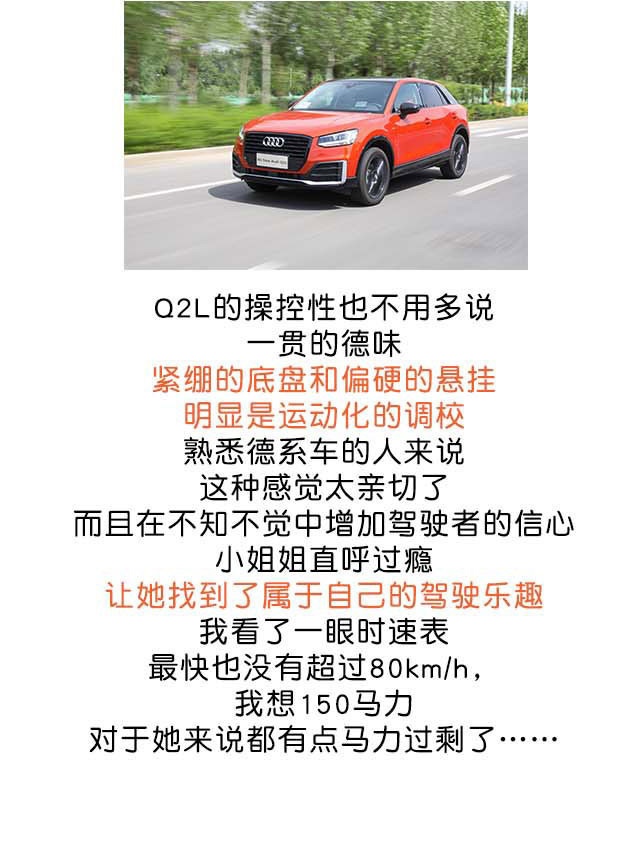 Q2L的操控性也不用多说
一贯的德味
紧绷的底盘和偏硬的悬挂
明显是运动化的调校
熟悉德系车的人来说
这种感觉太亲切了
而且在不知不觉中增加驾驶者的信心
小姐姐直呼过瘾
让她找到了属于自己的驾驶乐趣
我看了一眼时速表
最快也没有超过80km/h，
我想150马力
对于她来说都有点马力过剩了……